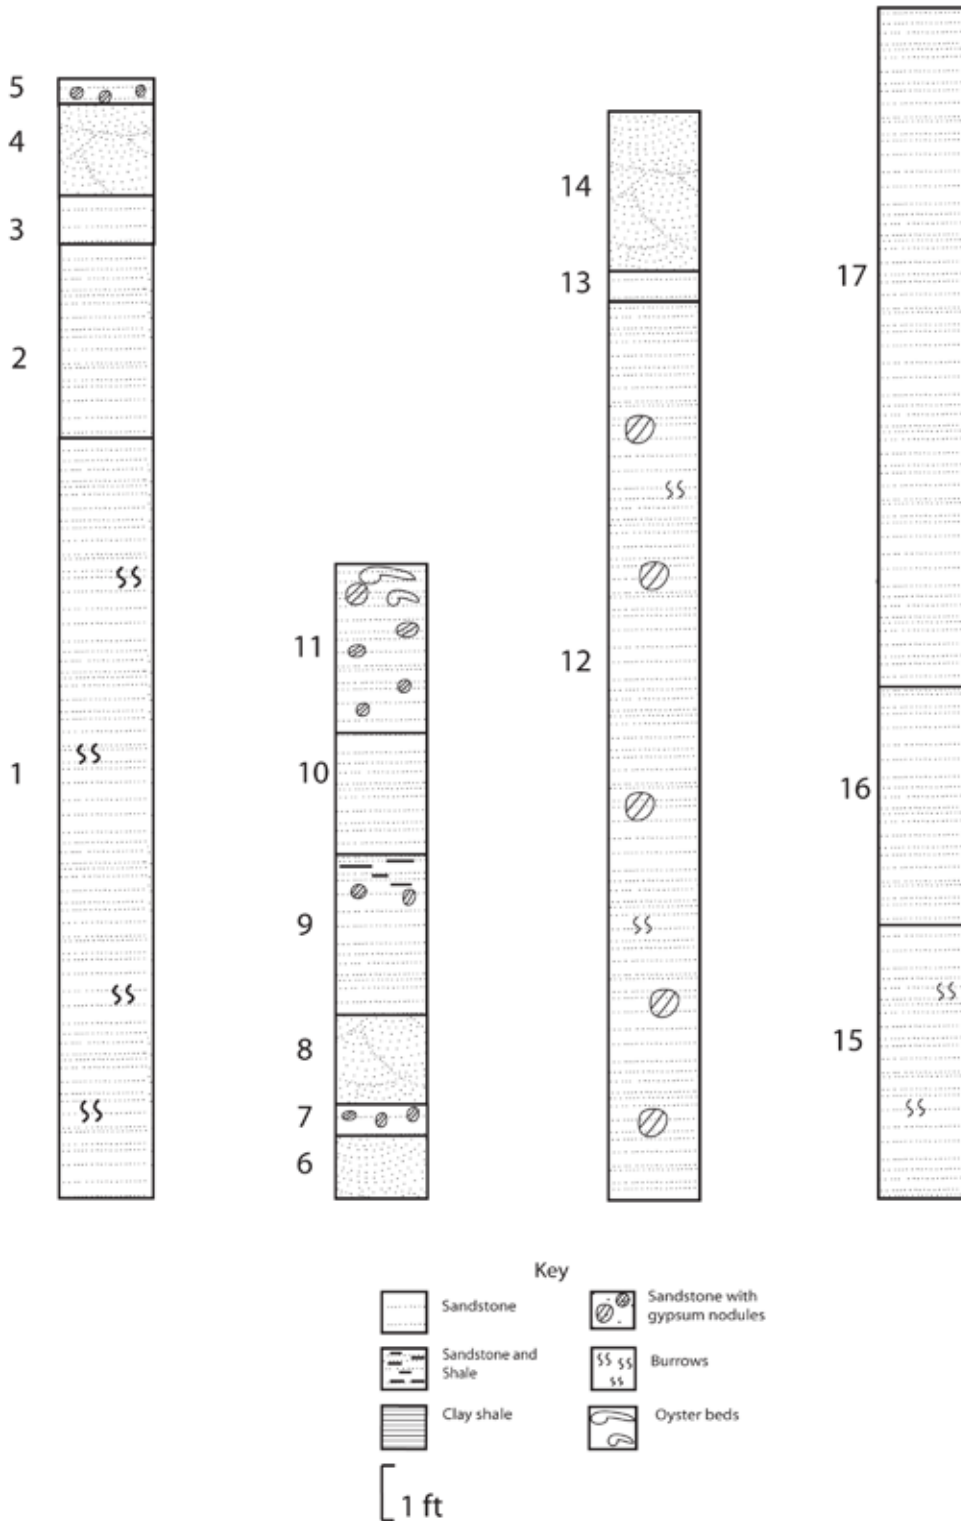 5
4
3
2
1
11
10
9
8
7
6
14
13
12
17
16
15
Key
Sandstone
Sandstone and
Shale
Clay shale
Sandstone with
gypsum nodules
Burrows
Oyster beds
1 ft